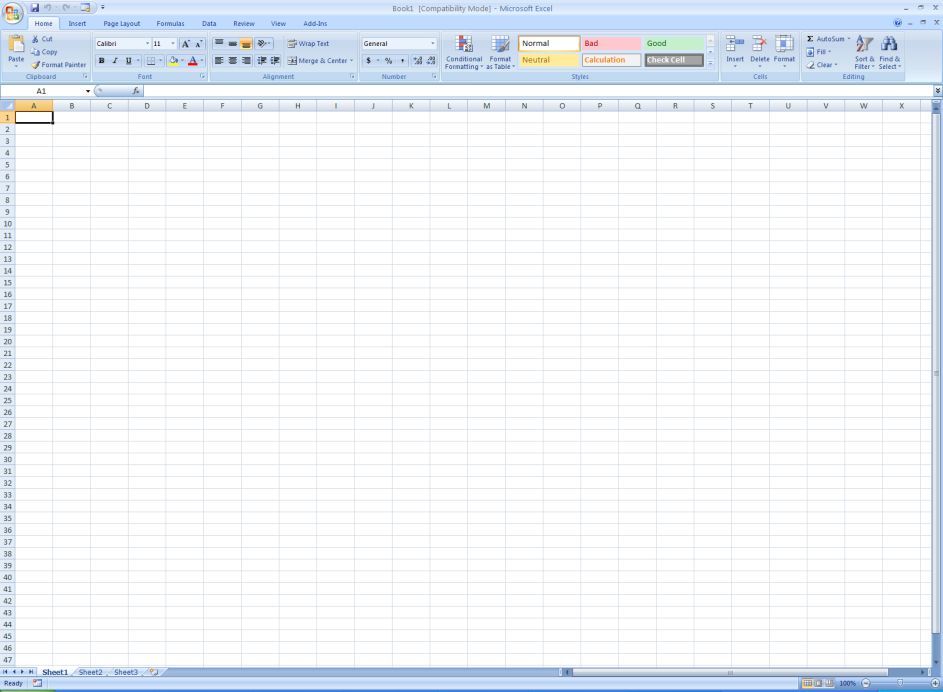 Book1 [Compatibility Mode] - Microsoft Excel
Home Insert Page Layout Formulas Data Review View Add-Ins
Paste Cut Copy Format Painter
Calibri 11
B I U A A A
Wrap Text
Merge & Center
General
$ % ,
Conditional Formatting
Format as Table
Normal Bad Good
Neutral Calculation Check Cell
Insert Delete Format
Σ AutoSum
Fill
Clear
Sort & Filter
Find & Select
Clipboard Font Alignment Number Styles Cells Editing
A1 fx
A B C D E F G H I J K L M N O P Q R S T U V W X
1
2
3
4
5
6
7
8
9
10
11
12
13
14
15
16
17
18
19
20
21
22
23
24
25
26
27
28
29
30
31
32
33
34
35
36
37
38
39
40
41
42
43
44
45
46
47
Sheet1 Sheet2 Sheet3
Ready 100%